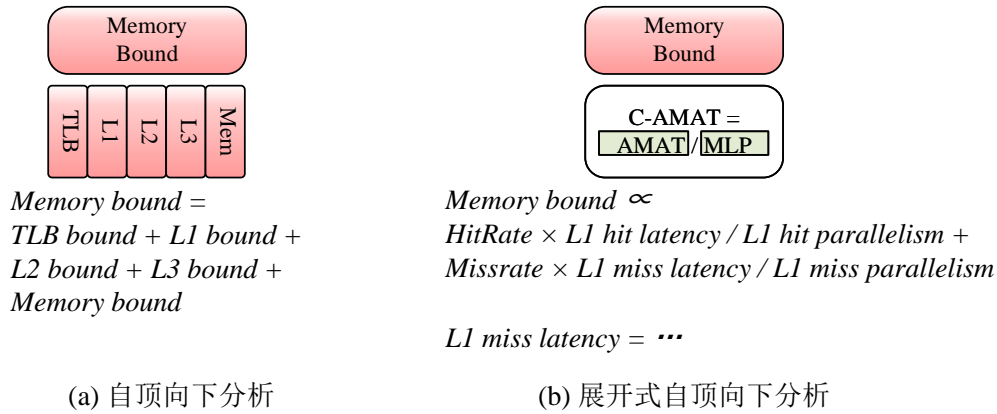 Memory
Bound
TLB
L1
L2
L3
Mem
Memory bound =
TLB bound + L1 bound +
L2 bound + L3 bound +
Memory bound
(a) 自顶向下分析
Memory
Bound
C-AMAT =
AMAT/MLP
Memory bound ∝
HitRate × L1 hit latency / L1 hit parallelism +
Missrate × L1 miss latency / L1 miss parallelism
L1 miss latency = ⋯
(b) 展开式自顶向下分析